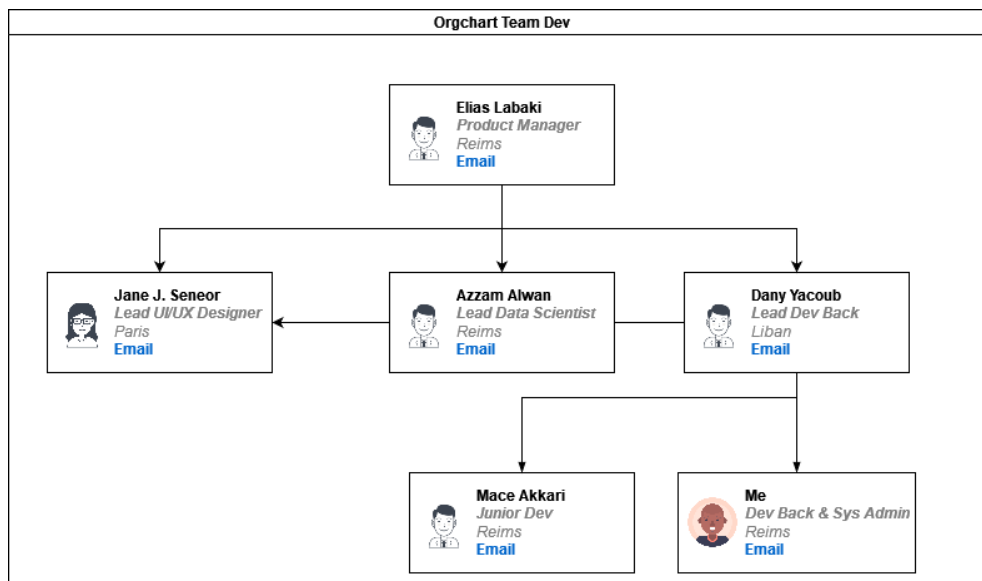 Orgchart Team Dev
Elias Labaki
Product Manager
Reims
Email
Jane J. Seneor
Lead UI/UX Designer
Paris
Email
Azzam Alwan
Lead Data Scientist
Reims
Email
Dany Yacoub
Lead Dev Back
Liban
Email
Mace Akkari
Junior Dev
Reims
Email
Me
Dev Back & Sys Admin
Reims
Email